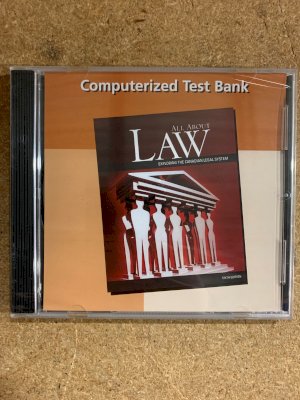 Computerized Test Bank
ALL ABOUT
LAW
EXPLORING THE CANADIAN LEGAL SYSTEM